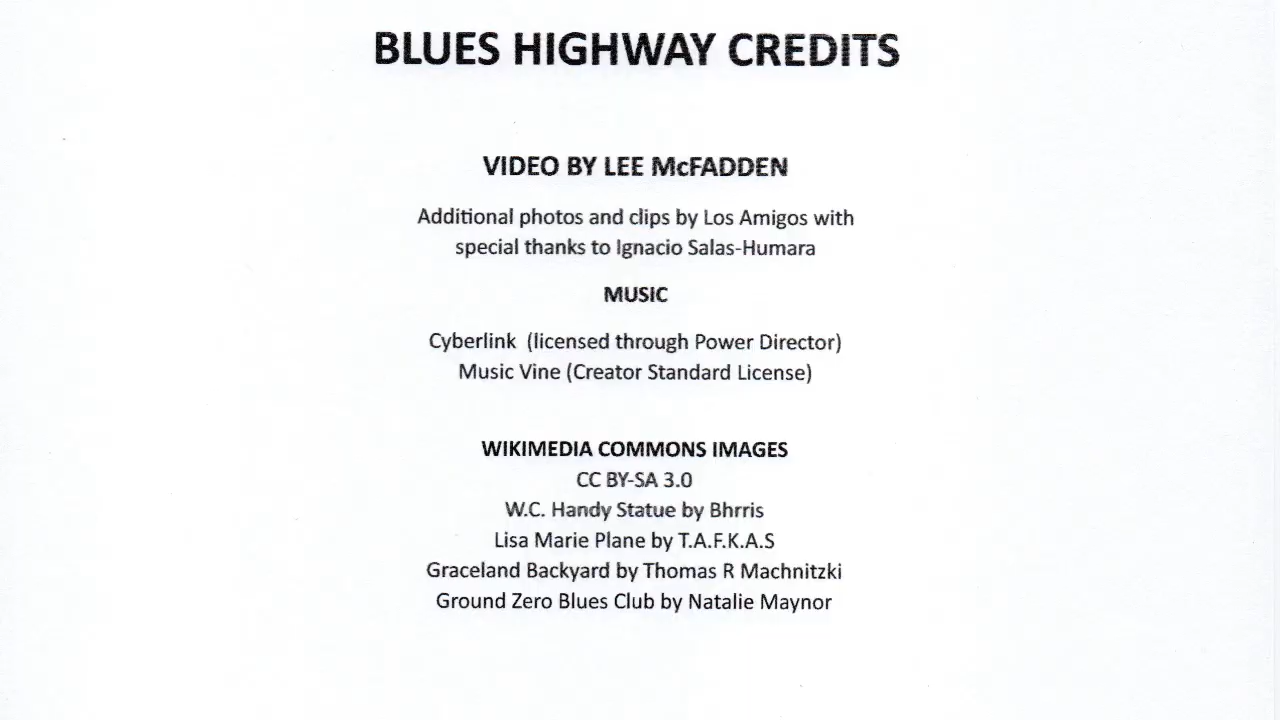 BLUES HIGHWAY CREDITS
VIDEO BY LEE McFADDEN
Additional photos and clips by Los Amigos with
special thanks to Ignacio Salas-Humara
MUSIC
Cyberlink  (licensed through Power Director)
Music Vine (Creator Standard License)
WIKIMEDIA COMMONS IMAGES
CC BY-SA 3.0
W.C. Handy Statue by Bhrris
Lisa Marie Plane by T.A.F.K.A.S
Graceland Backyard by Thomas R Machnitzki
Ground Zero Blues Club by Natalie Maynor